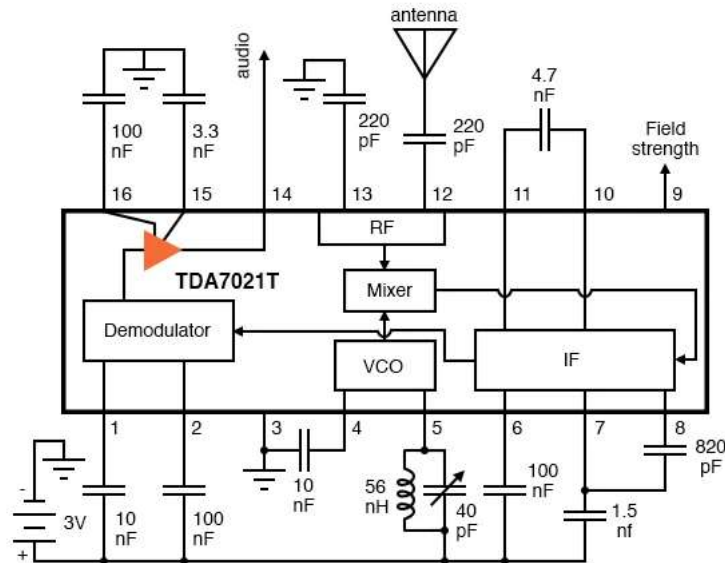 antenna
audio
4.7
nF
100
nF
3.3
nF
220
pF
220
pF
Field
strength
16
15
14
13
12
11
10
9
RF
TDA7021T
Mixer
Demodulator
VCO
IF
1
2
3
4
5
6
7
8
820
pF
-
3V
+
10
nF
100
nF
10
nF
56
nH
40
pF
100
nF
1.5
nf